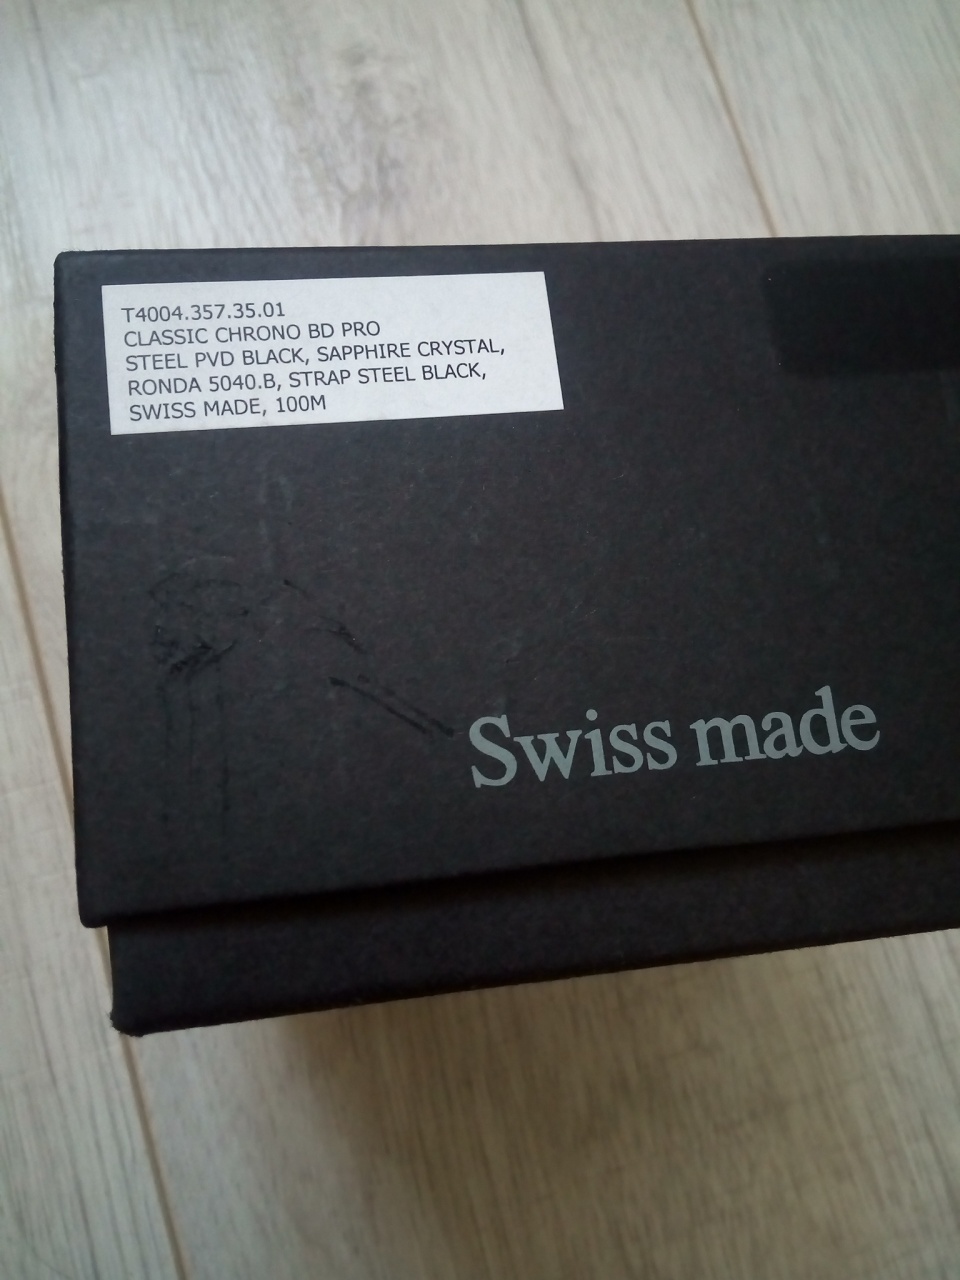 T4004.357.35.01
CLASSIC CHRONO BD PRO
STEEL PVD BLACK, SAPPHIRE CRYSTAL,
RONDA 5040.B, STRAP STEEL BLACK,
SWISS MADE, 100M
Swiss made